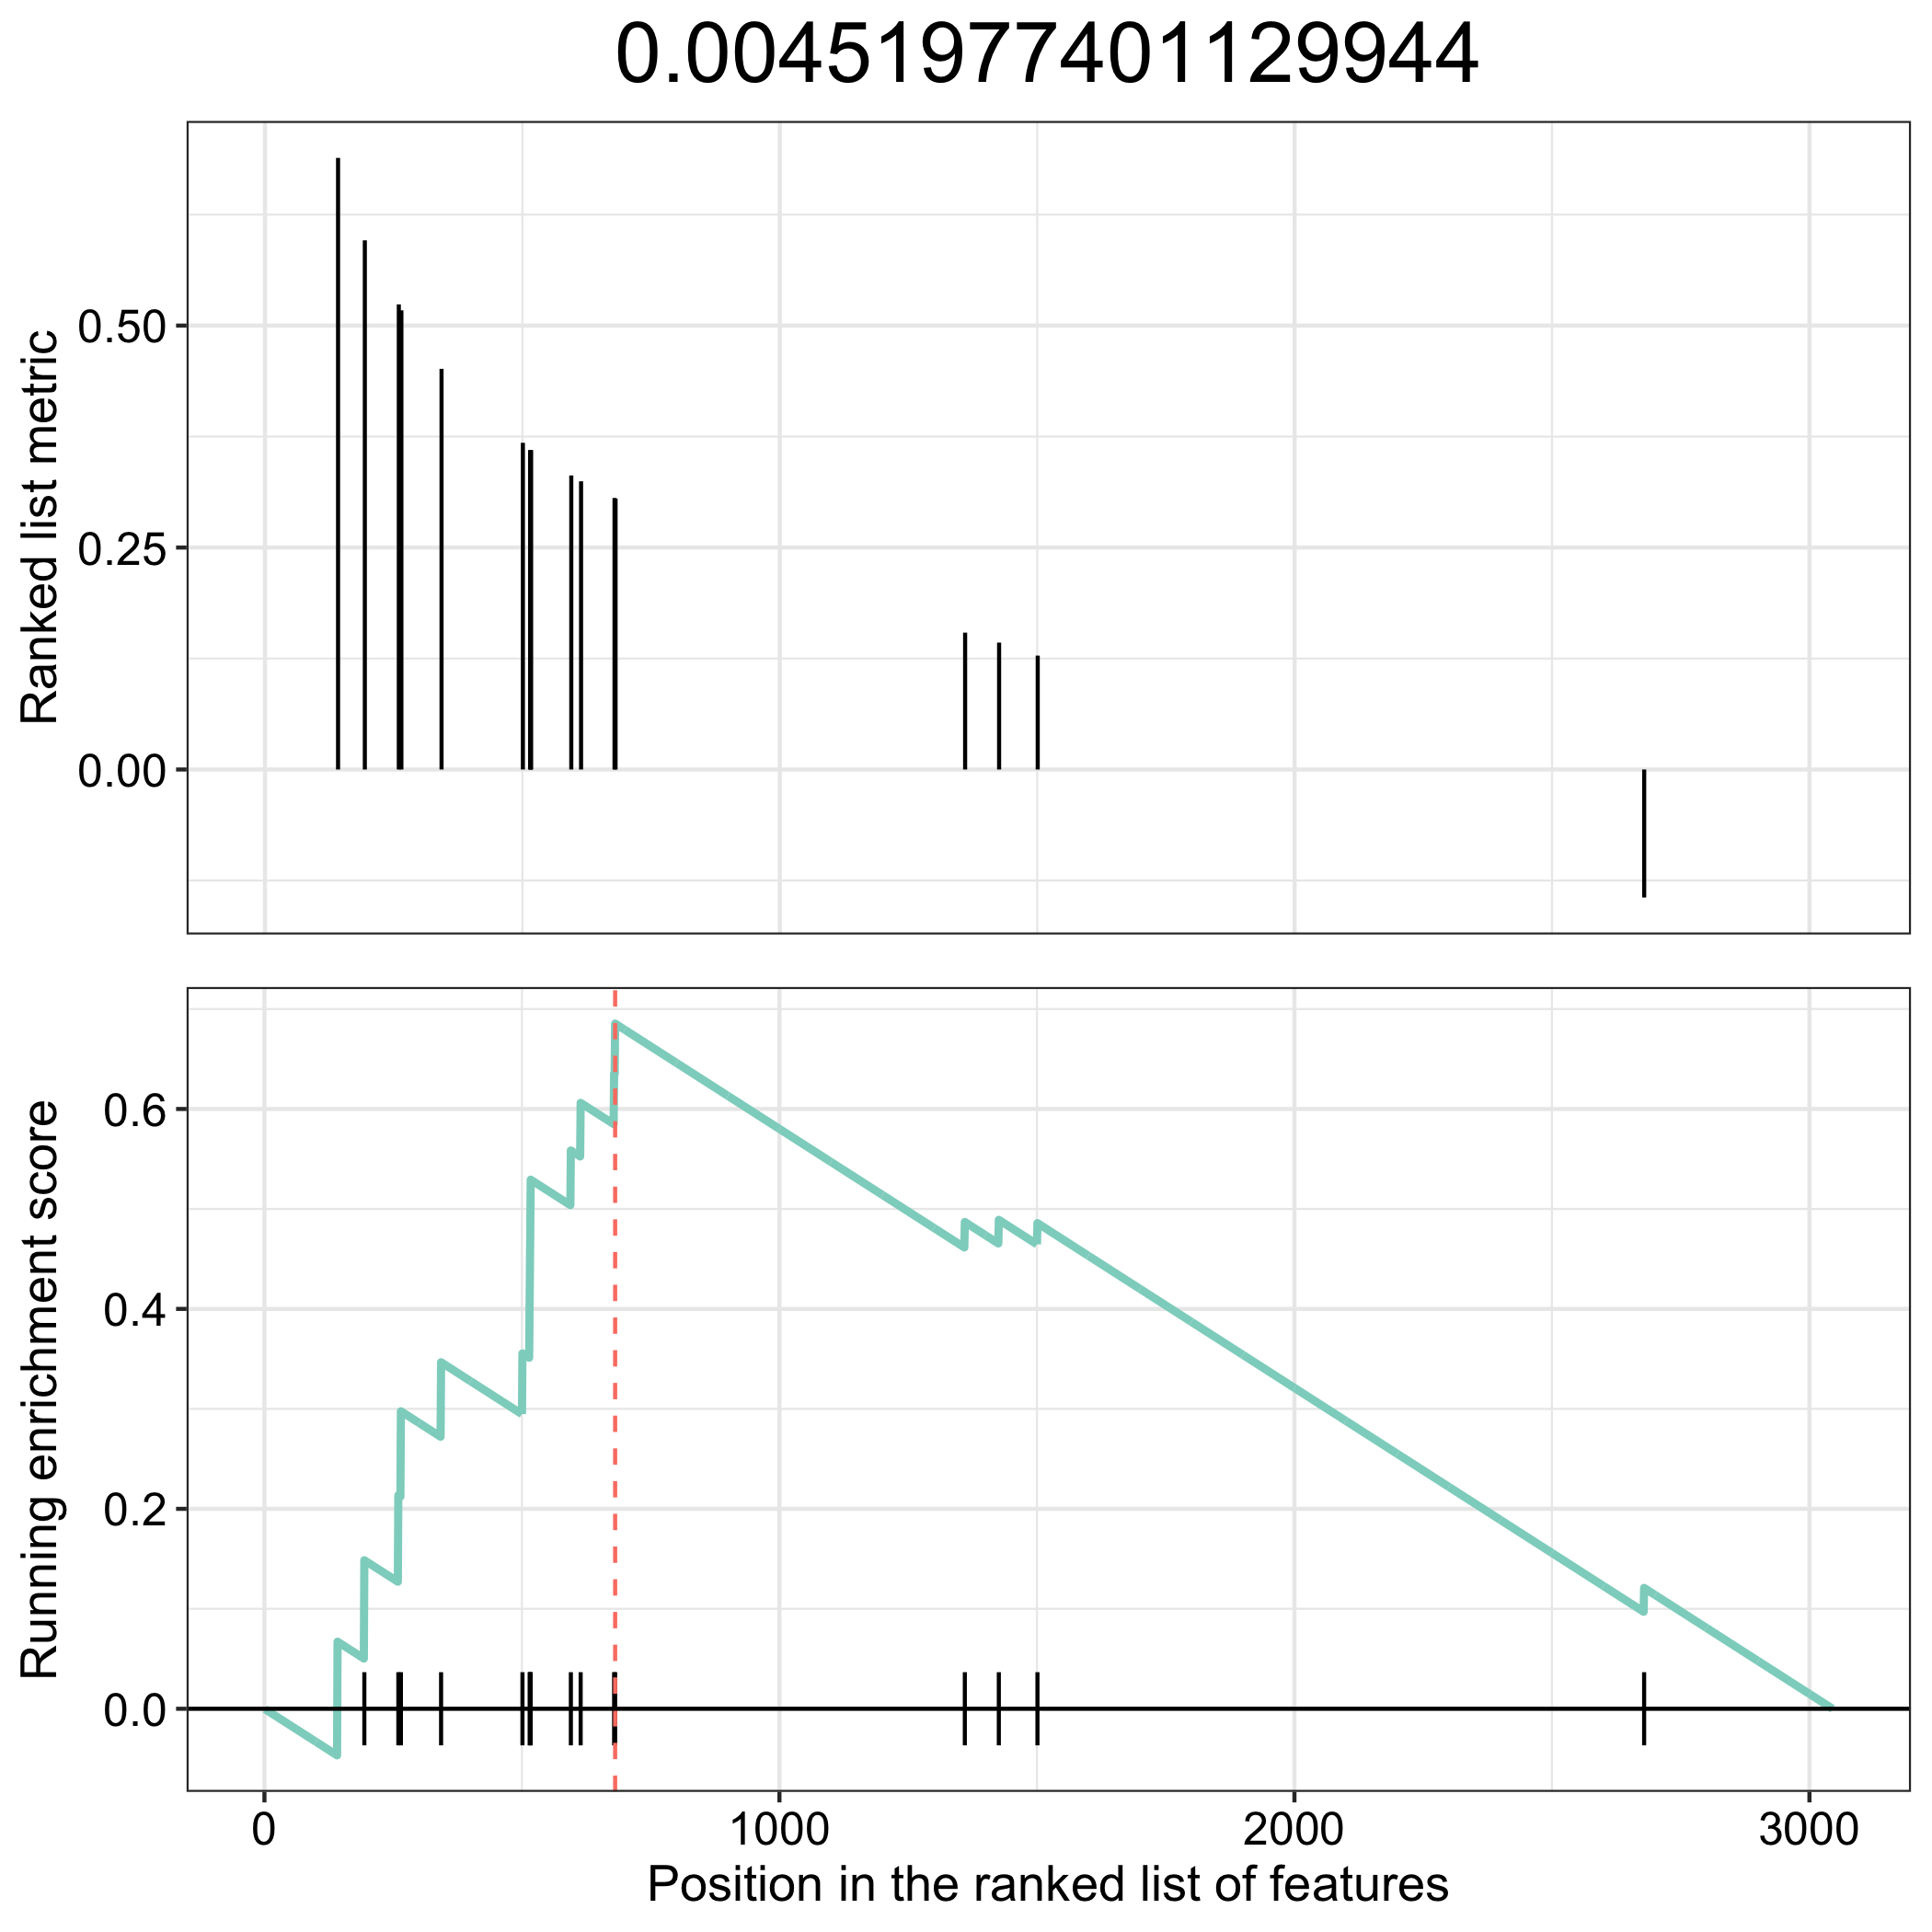 0.00451977401129944
Ranked list metric
0.50
0.25
0.00
Running enrichment score
0.6
0.4
0.2
0.0
0 1000 2000 3000
Position in the ranked list of features